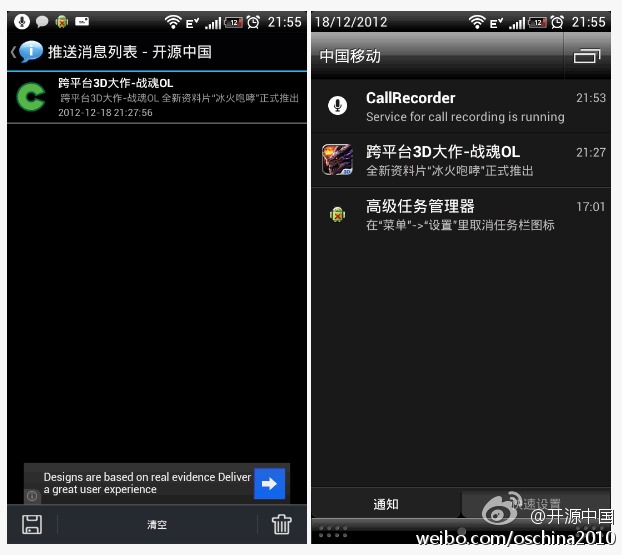 12
21:55
推送消息列表 - 开源中国
跨平台3D大作-战魂OL
跨平台3D大作-战魂OL 全新资料片“冰火咆哮”正式推出
2012-12-18 21:27:56
Designs are based on real evidence Deliver
a great user experience
清空
18/12/2012
12
21:55
中国移动
CallRecorder
21:53
Service for call recording is running
跨平台3D大作-战魂OL
21:27
全新资料片“冰火咆哮”正式推出
高级任务管理器
17:01
在“菜单”->“设置”里取消任务栏图标
通知
快速设置
@开源中国
weibo.com/oschina2010